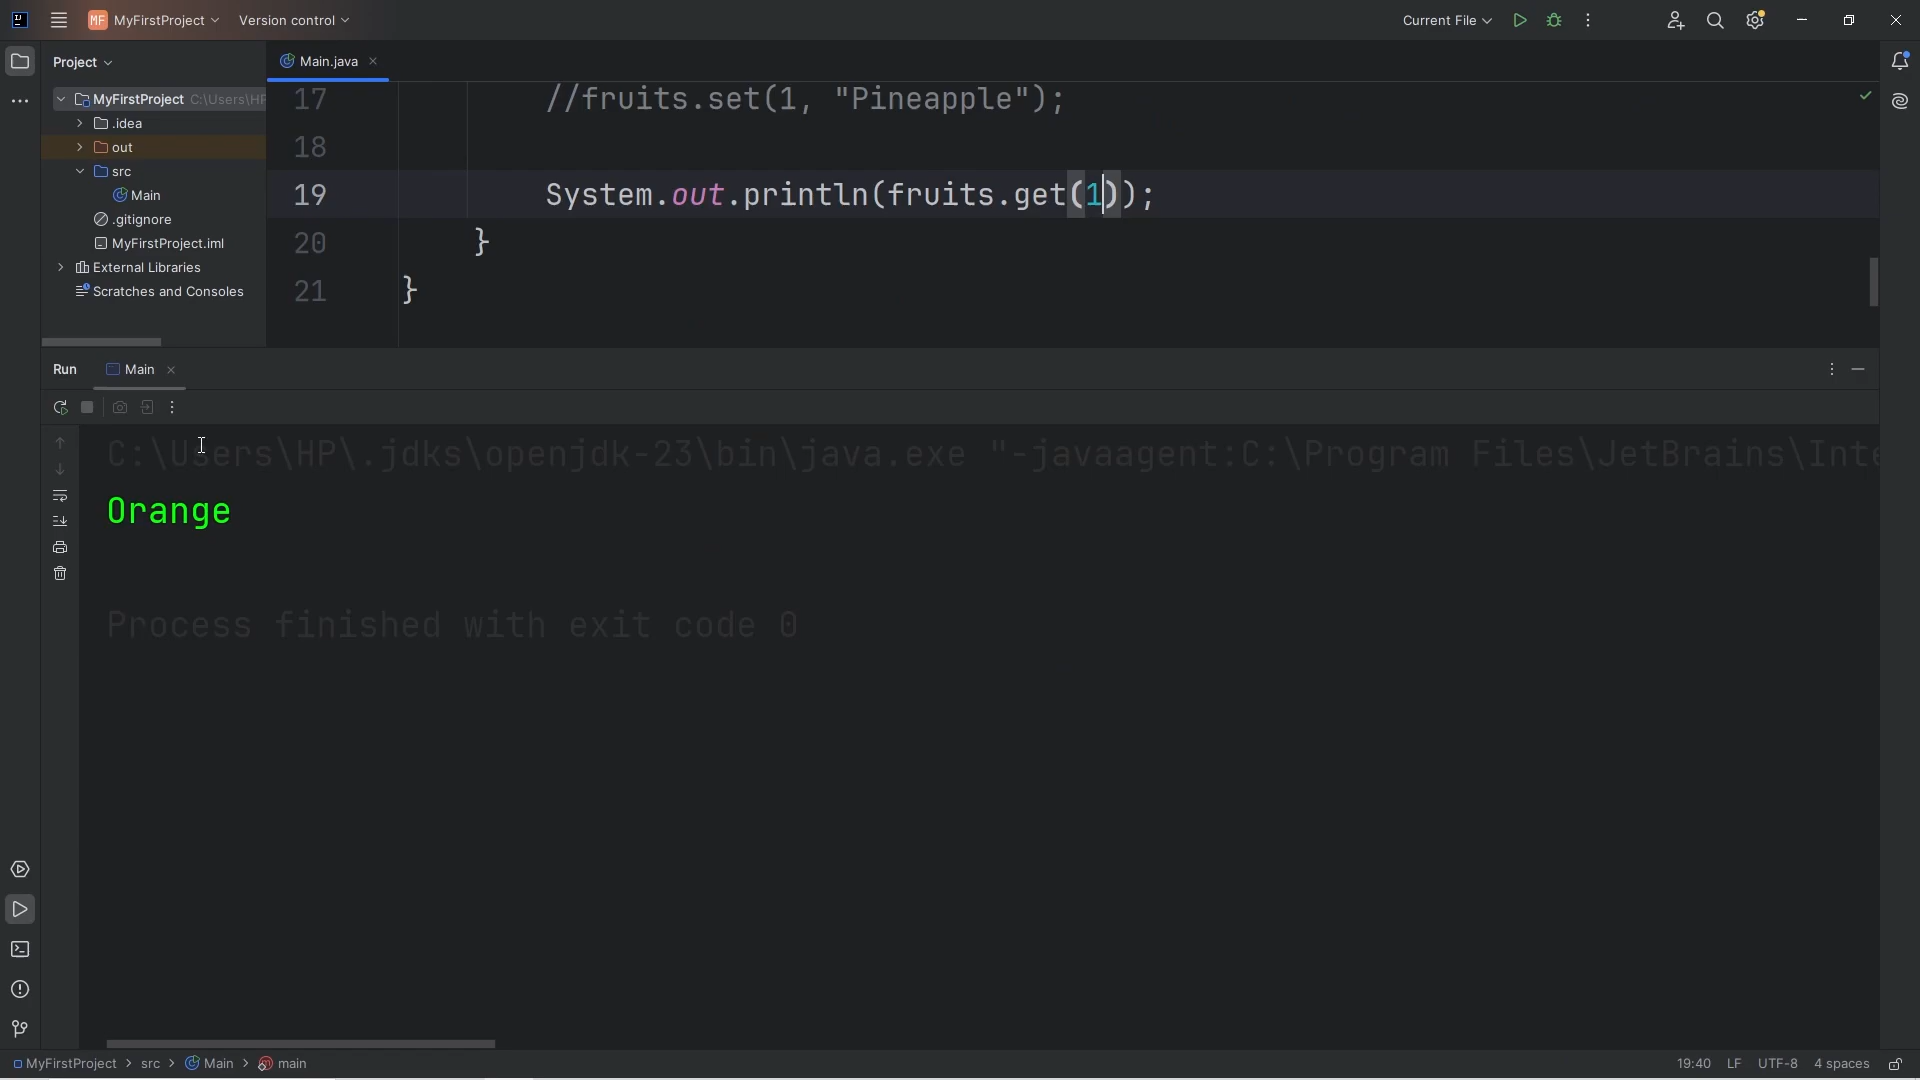 MF MyFirstProject Version control Current File
Project
MyFirstProject C:\Users\HP
.idea
out
src
Main
.gitignore
MyFirstProject.iml
External Libraries
Scratches and Consoles
Main.java
17 //fruits.set(1, "Pineapple");
18
19 System.out.println(fruits.get(1));
20 }
21 }
Run Main
C:\Users\HP\.jdks\openjdk-23\bin\java.exe "-javaagent:C:\Program Files\JetBrains\Inte
Orange
Process finished with exit code 0
MyFirstProject > src > Main > main 19:40 LF UTF-8 4 spaces